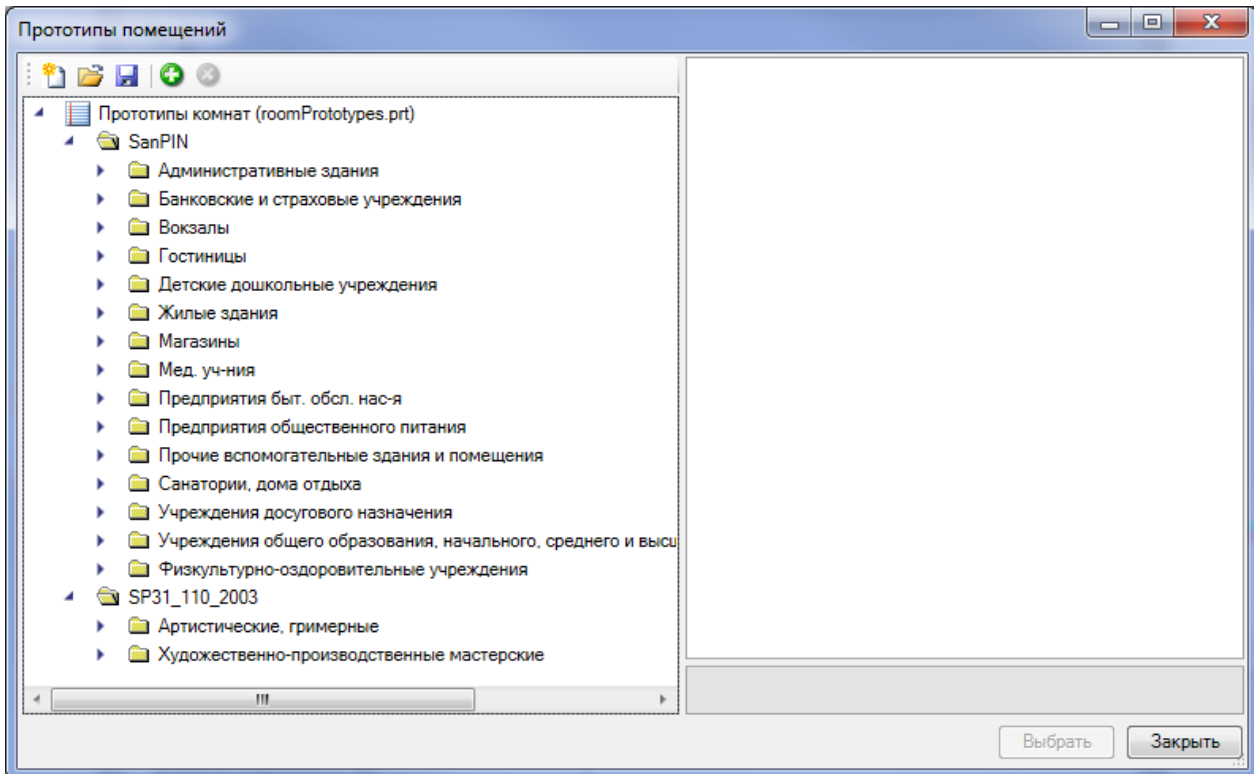 Прототипы помещений
Прототипы комнат (roomPrototypes.prt)
SanPIN
Административные здания
Банковские и страховые учреждения
Вокзалы
Гостиницы
Детские дошкольные учреждения
Жилые здания
Магазины
Мед. уч-ния
Предприятия быт. обсл. нас-я
Предприятия общественного питания
Прочие вспомогательные здания и помещения
Санатории, дома отдыха
Учреждения досугового назначения
Учреждения общего образования, начального, среднего и
Физкультурно-оздоровительные учреждения
SP31_110_2003
Артистические, гримерные
Художественно-производственные мастерские
Выбрать Закрыть